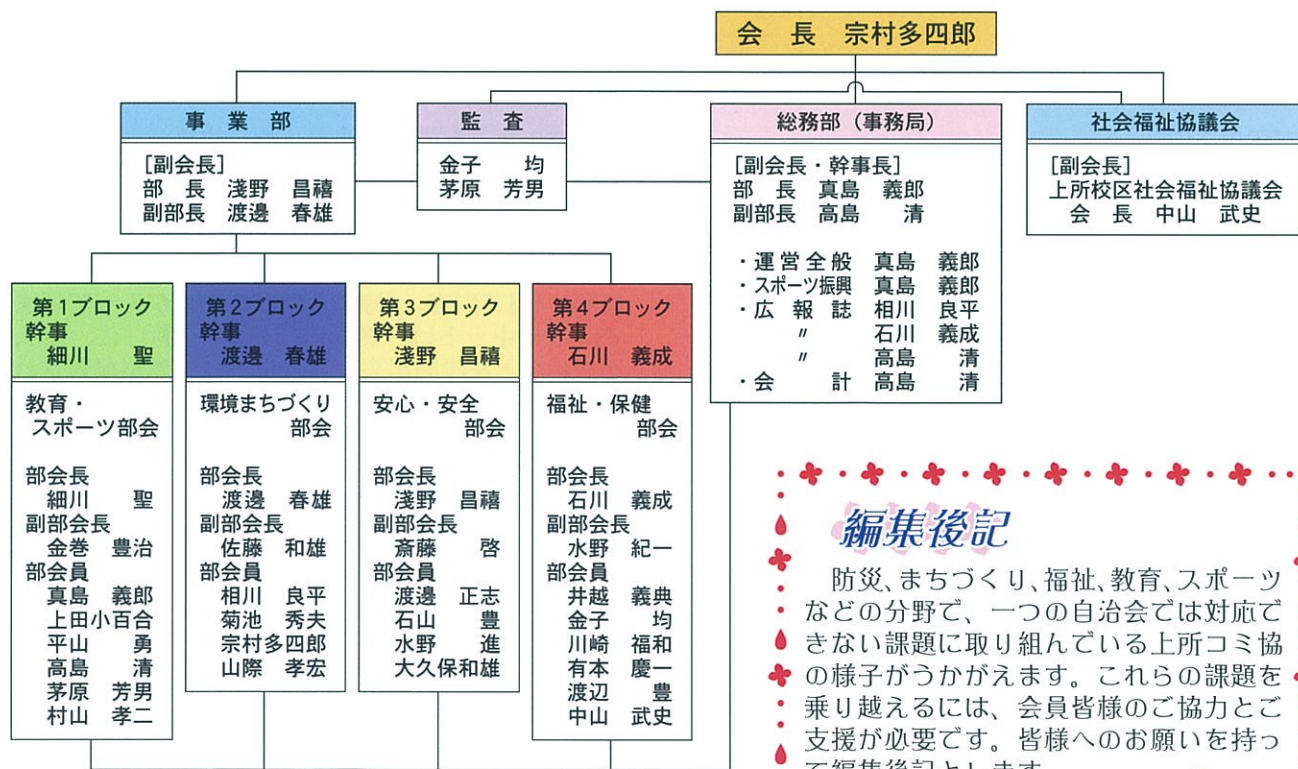 会　長　宗村多四郎
事　業　部
[副会長]
部　長　淺野　昌禧
副部長　渡邊　春雄
監　査
金子　　均
茅原　芳男
総務部（事務局）
[副会長・幹事長]
部　長　真島　義郎
副部長　高島　　清
・運営全般　真島　義郎
・スポーツ振興　真島　義郎
・広　報　誌　相川　良平
〃　石川　義成
〃　高島　　清
・会　　　計　高島　　清
社会福祉協議会
[副会長]
上所校区社会福祉協議会
会　長　中山　武史
第1ブロック
幹事
細川　　聖
教育・
スポーツ部会
部会長
細川　　聖
副部会長
金巻　豊治
部会員
真島　義郎
上田小百合
平山　　勇
高島　　清
茅原　芳男
村山　孝二
第2ブロック
幹事
渡邊　春雄
環境まちづくり
部会
部会長
渡邊　春雄
副部会長
佐藤　和雄
部会員
相川　良平
菊池　秀夫
宗村多四郎
山際　孝宏
第3ブロック
幹事
淺野　昌禧
安心・安全
部会
部会長
淺野　昌禧
副部会長
斎藤　　啓
部会員
渡邊　正志
石山　　豊
水野　　進
大久保和雄
第4ブロック
幹事
石川　義成
福祉・保健
部会
部会長
石川　義成
副部会長
水野　紀一
部会員
井越　義典
金子　　均
川崎　福和
有本　慶一
渡辺　　豊
中山　武史
編集後記
防災、まちづくり、福祉、教育、スポーツ
などの分野で、一つの自治会では対応で
きない課題に取り組んでいる上所コミ協
の様子がうかがえます。これらの課題を
乗り越えるには、会員皆様のご協力とご
支援が必要です。皆様へのお願いを持っ
て編集後記とします。